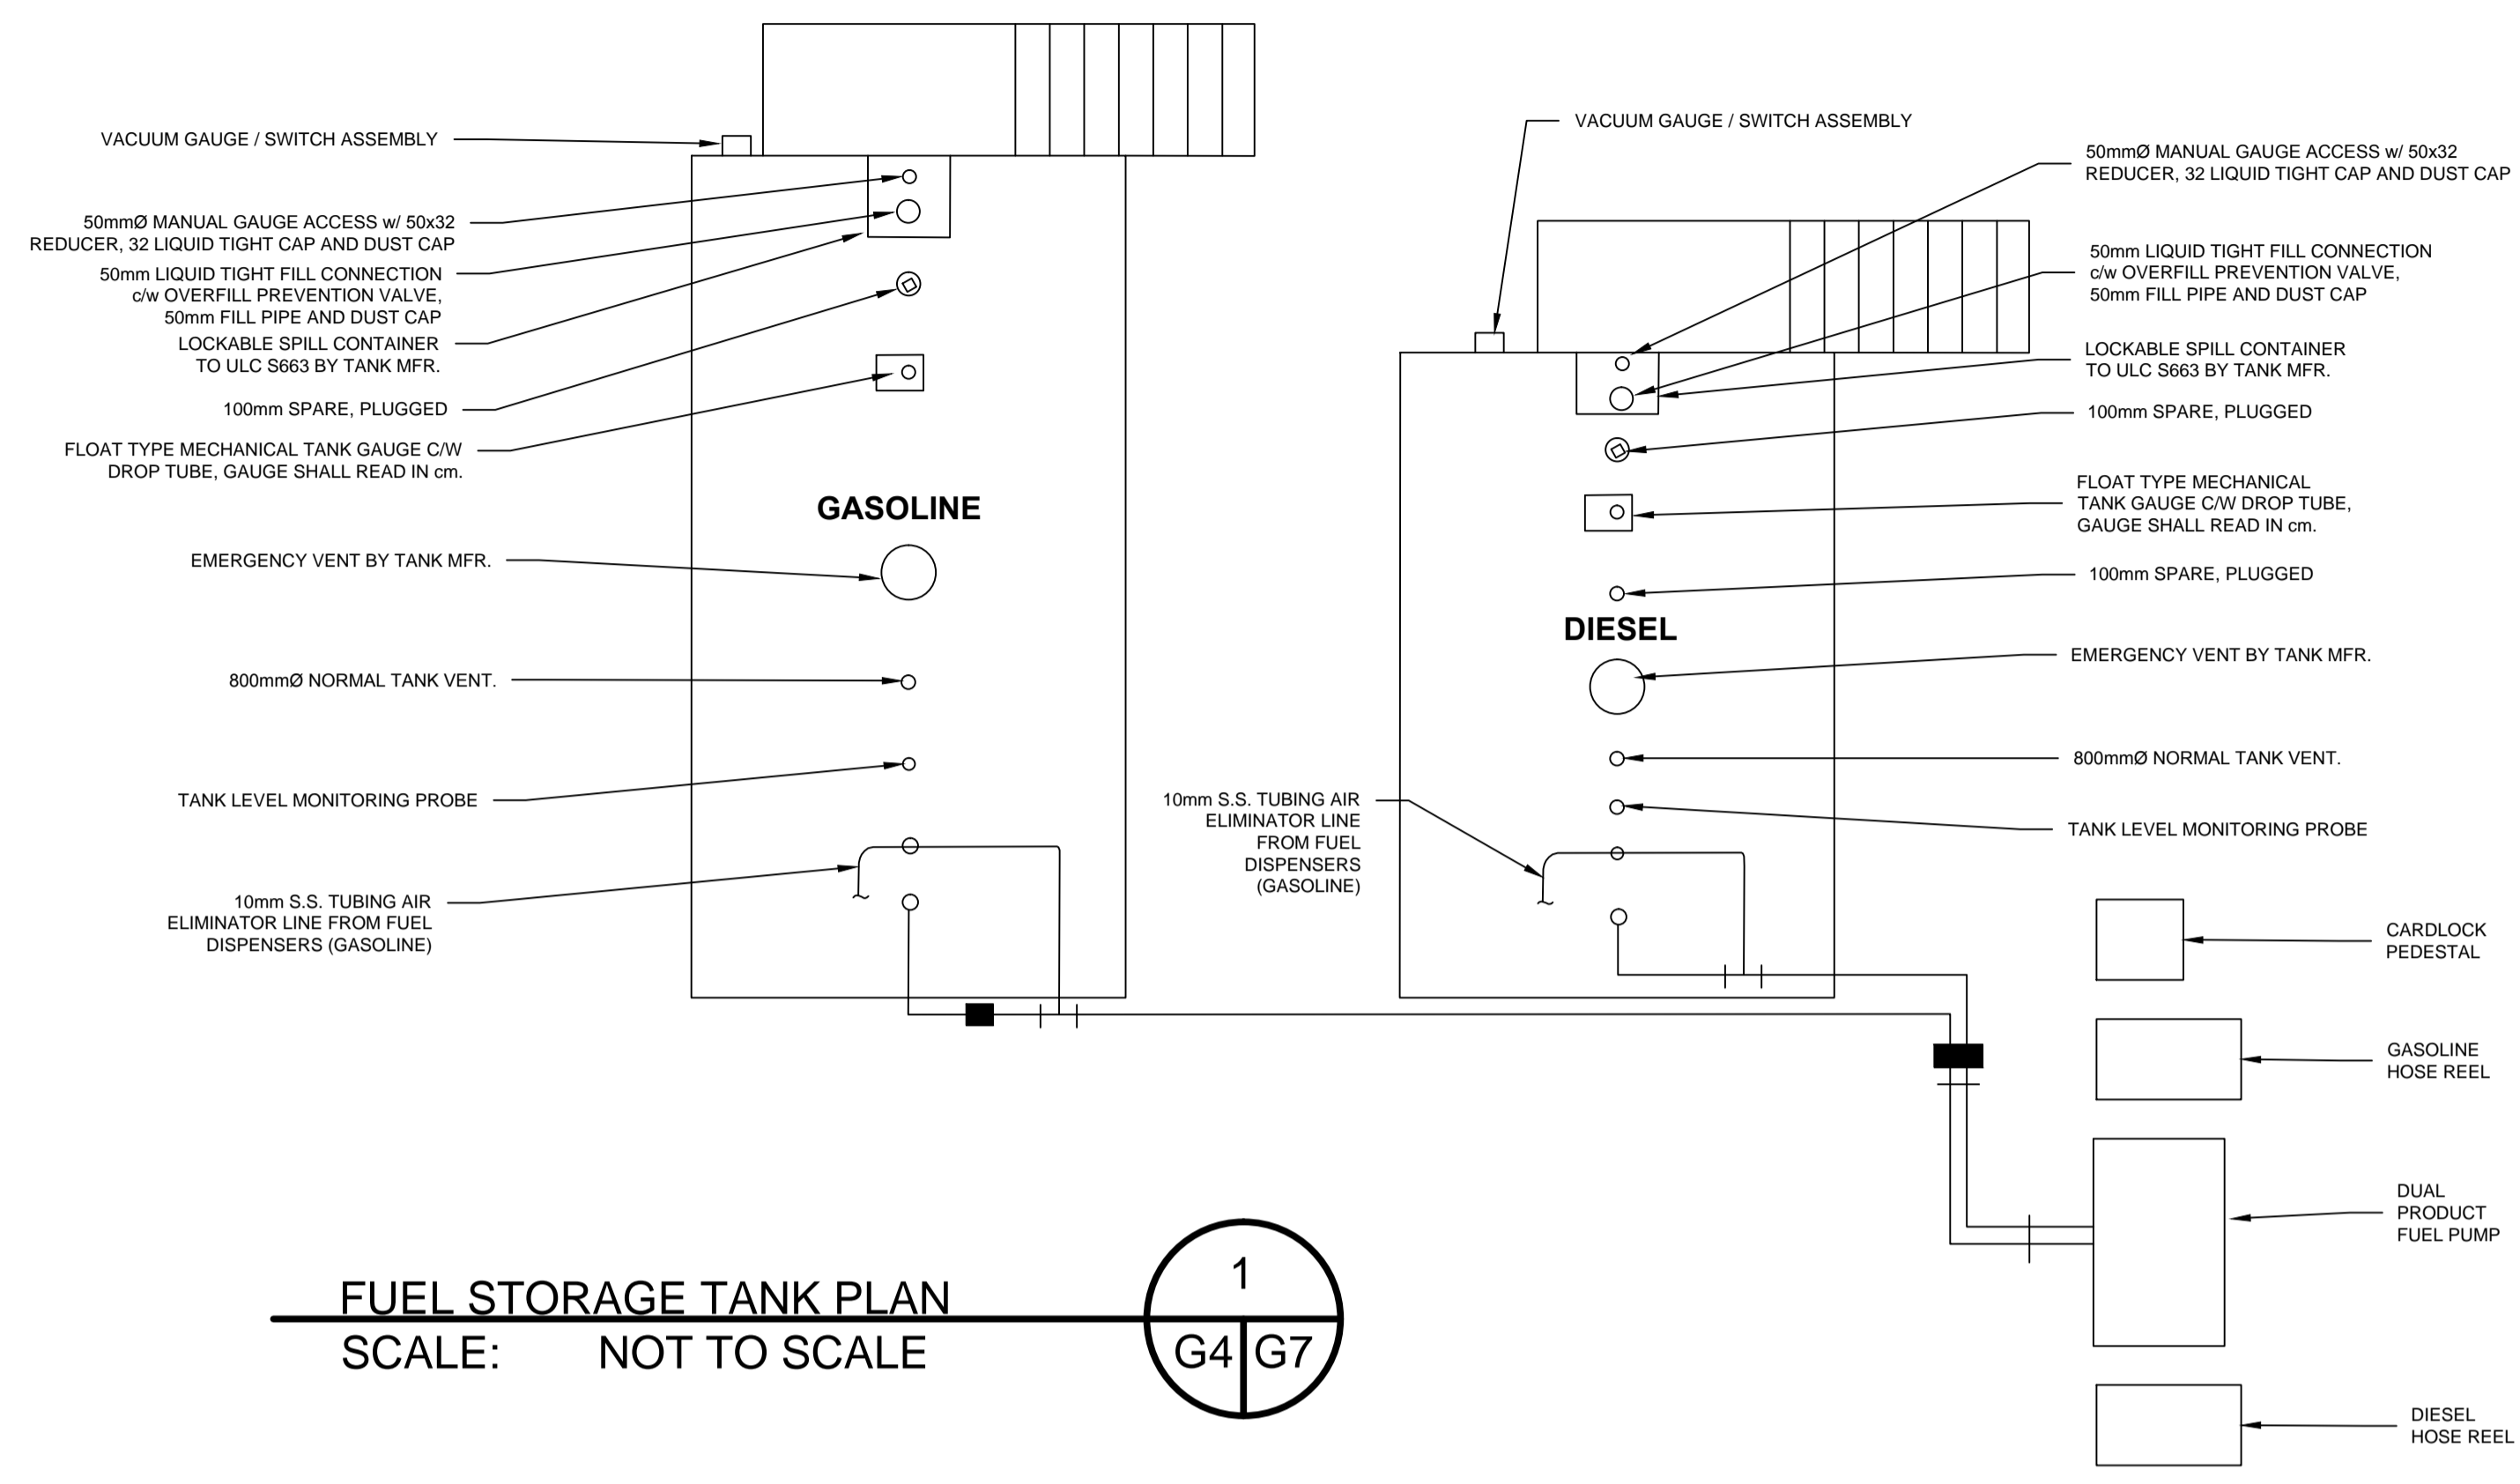 VACUUM GAUGE / SWITCH ASSEMBLY
50mmØ MANUAL GAUGE ACCESS w/ 50x32
REDUCER, 32 LIQUID TIGHT CAP AND DUST CAP
50mm LIQUID TIGHT FILL CONNECTION
c/w OVERFILL PREVENTION VALVE,
50mm FILL PIPE AND DUST CAP
LOCKABLE SPILL CONTAINER
TO ULC S663 BY TANK MFR.
100mm SPARE, PLUGGED
FLOAT TYPE MECHANICAL TANK GAUGE C/W
DROP TUBE, GAUGE SHALL READ IN cm.
GASOLINE
EMERGENCY VENT BY TANK MFR.
800mmØ NORMAL TANK VENT.
TANK LEVEL MONITORING PROBE
10mm S.S. TUBING AIR
ELIMINATOR LINE FROM FUEL
DISPENSERS (GASOLINE)
VACUUM GAUGE / SWITCH ASSEMBLY
50mmØ MANUAL GAUGE ACCESS w/ 50x32
REDUCER, 32 LIQUID TIGHT CAP AND DUST CAP
50mm LIQUID TIGHT FILL CONNECTION
c/w OVERFILL PREVENTION VALVE,
50mm FILL PIPE AND DUST CAP
LOCKABLE SPILL CONTAINER
TO ULC S663 BY TANK MFR.
100mm SPARE, PLUGGED
FLOAT TYPE MECHANICAL
TANK GAUGE C/W DROP TUBE,
GAUGE SHALL READ IN cm.
100mm SPARE, PLUGGED
DIESEL
EMERGENCY VENT BY TANK MFR.
800mmØ NORMAL TANK VENT.
TANK LEVEL MONITORING PROBE
10mm S.S. TUBING AIR
ELIMINATOR LINE
FROM FUEL
DISPENSERS
(GASOLINE)
CARDLOCK
PEDESTAL
GASOLINE
HOSE REEL
DUAL
PRODUCT
FUEL PUMP
DIESEL
HOSE REEL
FUEL STORAGE TANK PLAN
SCALE: NOT TO SCALE
1
G4 G7